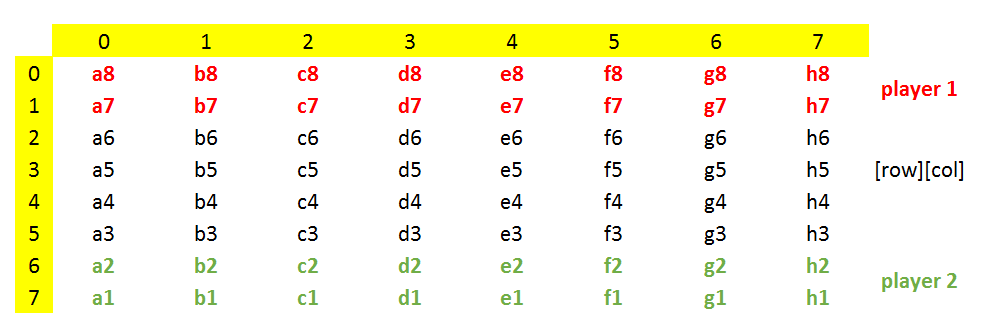 0 1 2 3 4 5 6 7
0 a8 b8 c8 d8 e8 f8 g8 h8
player 1
1 a7 b7 c7 d7 e7 f7 g7 h7
2 a6 b6 c6 d6 e6 f6 g6 h6
3 a5 b5 c5 d5 e5 f5 g5 h5 [row][col]
4 a4 b4 c4 d4 e4 f4 g4 h4
5 a3 b3 c3 d3 e3 f3 g3 h3
6 a2 b2 c2 d2 e2 f2 g2 h2
player 2
7 a1 b1 c1 d1 e1 f1 g1 h1